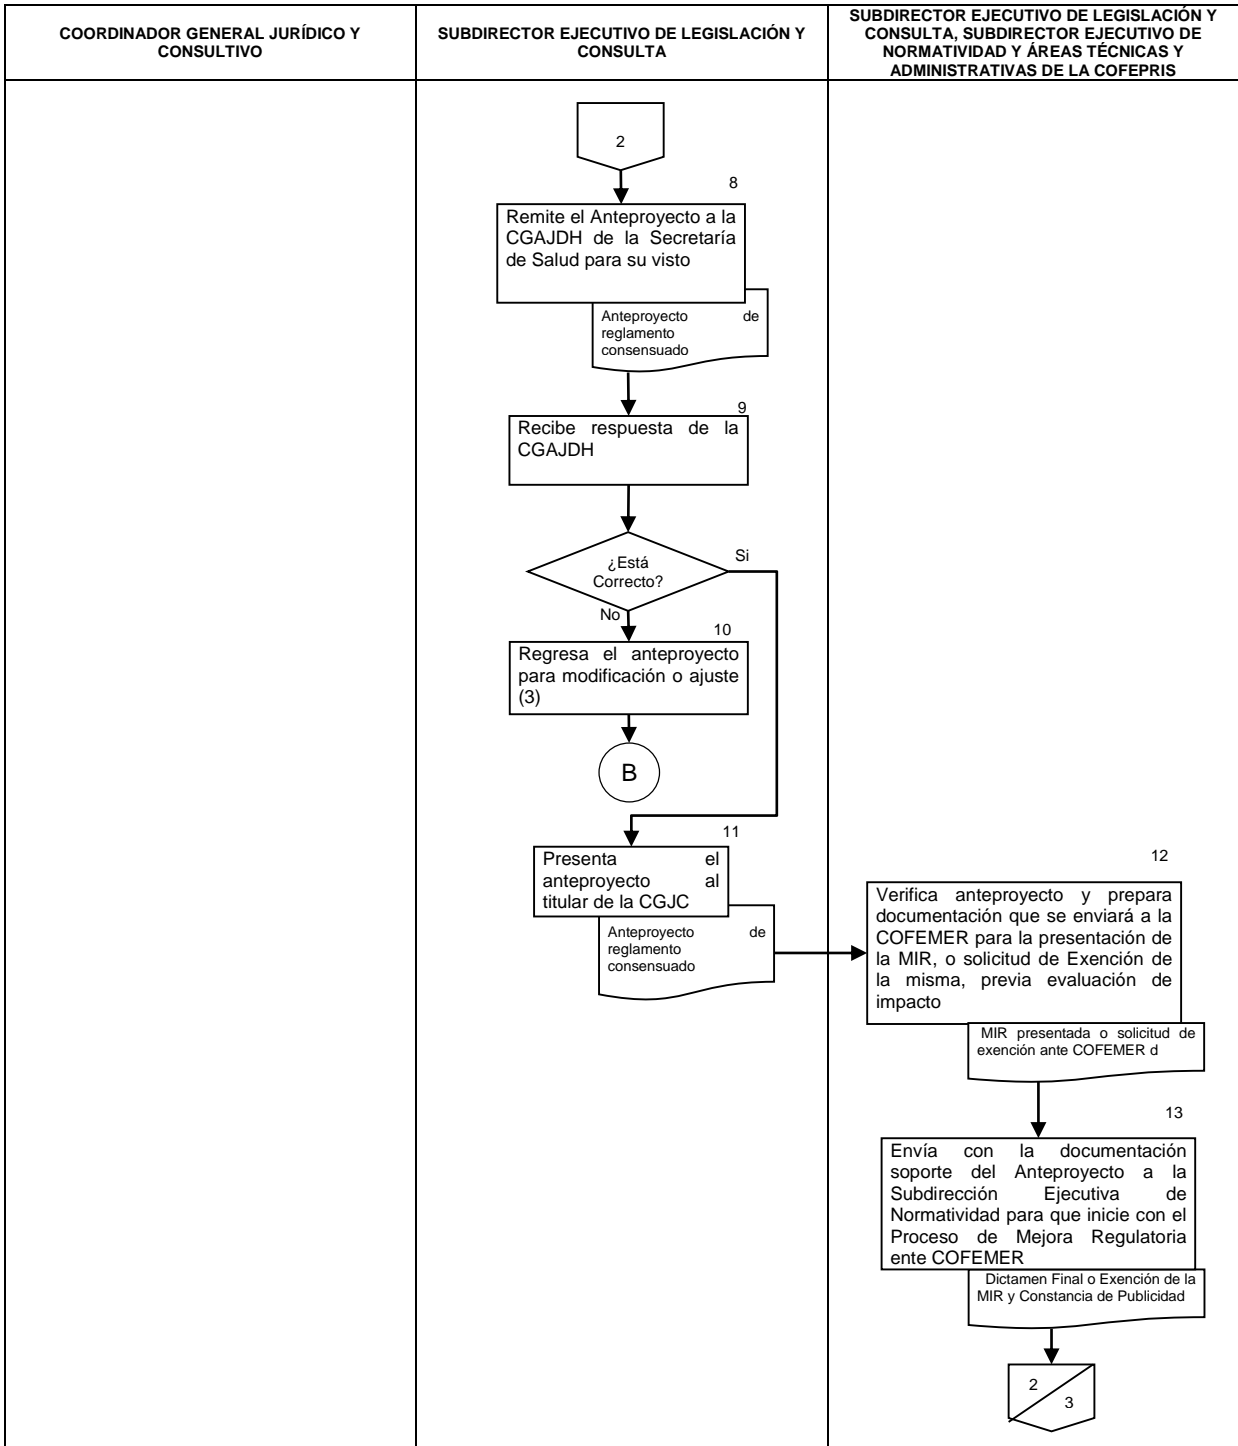 COORDINADOR GENERAL JURÍDICO Y
CONSULTIVO
SUBDIRECTOR EJECUTIVO DE LEGISLACIÓN Y
CONSULTA
SUBDIRECTOR EJECUTIVO DE LEGISLACIÓN Y
CONSULTA, SUBDIRECTOR EJECUTIVO DE
NORMATIVIDAD Y ÁREAS TÉCNICAS Y
ADMINISTRATIVAS DE LA COFEPRIS
2
8
Remite el Anteproyecto a la
CGAJDH de la Secretaría
de Salud para su visto
Anteproyecto de
reglamento
consensuado
9
Recibe respuesta de la
CGAJDH
¿Está
Correcto?
Si
No
10
Regresa el anteproyecto
para modificación o ajuste
(3)
B
11
Presenta el
anteproyecto al
titular de la CGJC
Anteproyecto de
reglamento
consensuado
12
Verifica anteproyecto y prepara
documentación que se enviará a la
COFEMER para la presentación de
la MIR, o solicitud de Exención de
la misma, previa evaluación de
impacto
MIR presentada o solicitud de
exención ante COFEMER d
13
Envía con la documentación
soporte del Anteproyecto a la
Subdirección Ejecutiva de
Normatividad para que inicie con el
Proceso de Mejora Regulatoria
ente COFEMER
Dictamen Final o Exención de la
MIR y Constancia de Publicidad
2
3